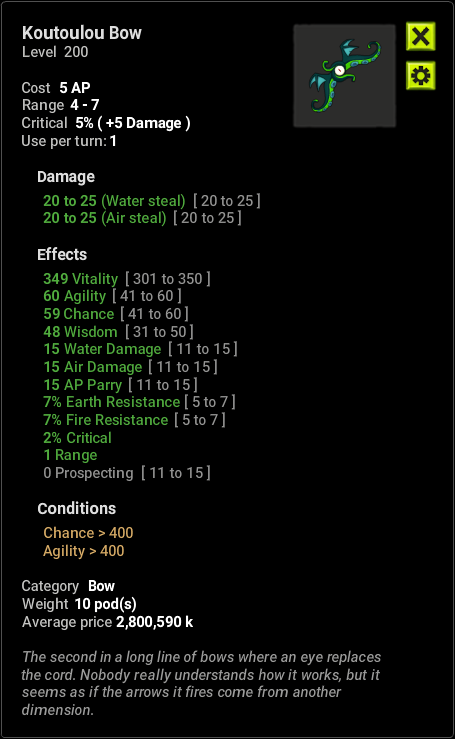 Koutoulou Bow
Level 200
Cost 5 AP
Range 4 - 7
Critical 5% ( +5 Damage )
Use per turn: 1
Damage
20 to 25 (Water steal) [ 20 to 25 ]
20 to 25 (Air steal) [ 20 to 25 ]
Effects
349 Vitality [ 301 to 350 ]
60 Agility [ 41 to 60 ]
59 Chance [ 41 to 60 ]
48 Wisdom [ 31 to 50 ]
15 Water Damage [ 11 to 15 ]
15 Air Damage [ 11 to 15 ]
15 AP Parry [ 11 to 15 ]
7% Earth Resistance [ 5 to 7 ]
7% Fire Resistance [ 5 to 7 ]
2% Critical
1 Range
0 Prospecting [ 11 to 15 ]
Conditions
Chance > 400
Agility > 400
Category Bow
Weight 10 pod(s)
Average price 2,800,590 k
The second in a long line of bows where an eye replaces
the cord. Nobody really understands how it works, but it
seems as if the arrows it fires come from another
dimension.